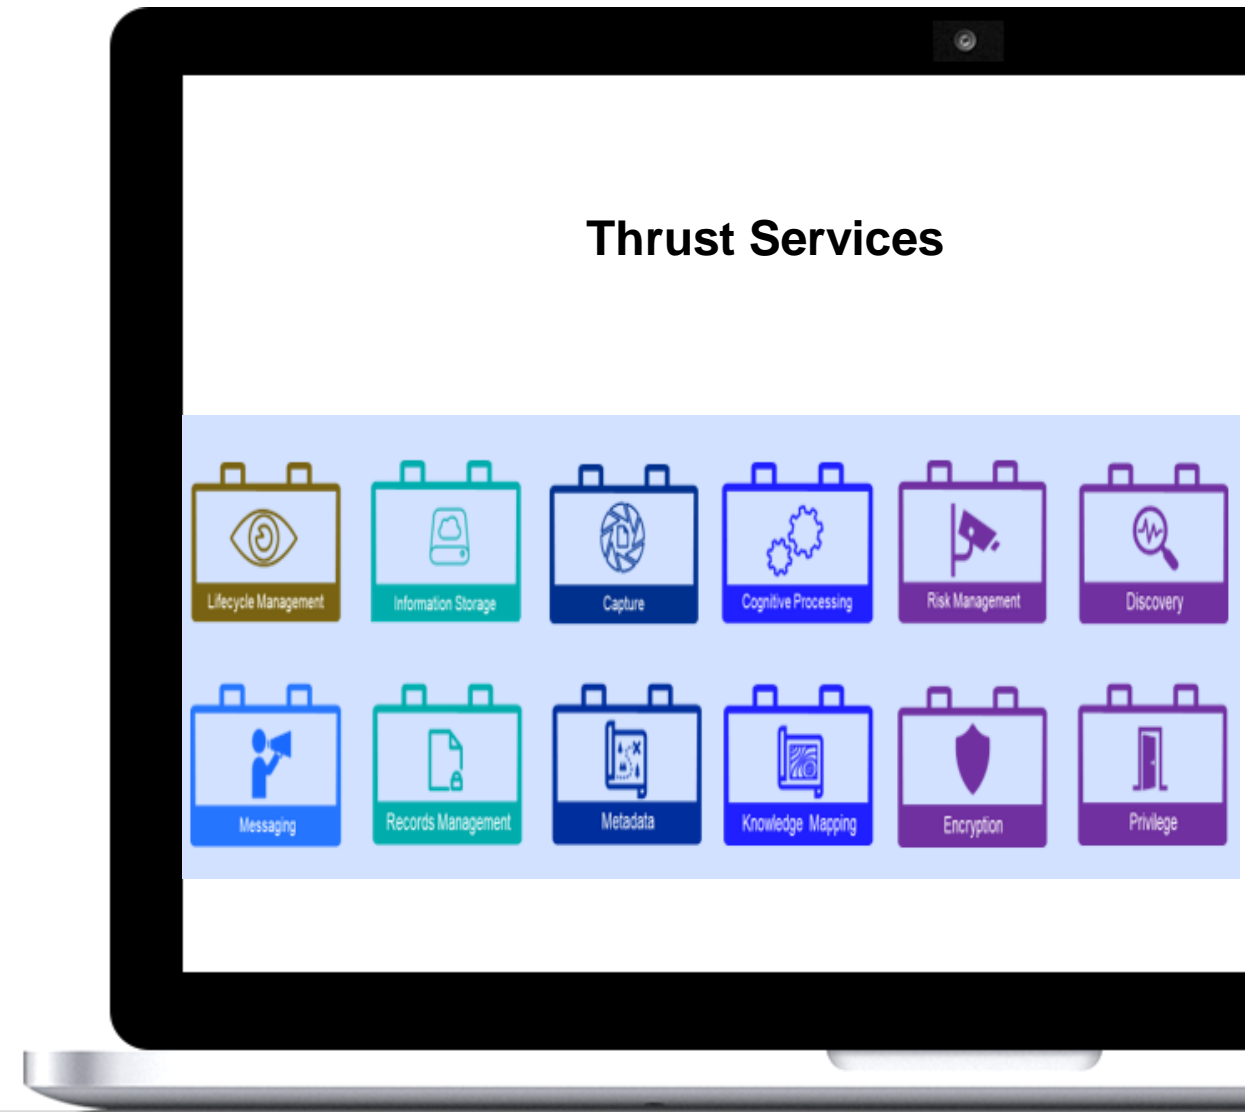 Thrust Services
Lifecycle Management
Information Storage
Capture
Cognitive Processing
Risk Management
Discovery
Messaging
Records Management
Metadata
Knowledge Mapping
Encryption
Privilege